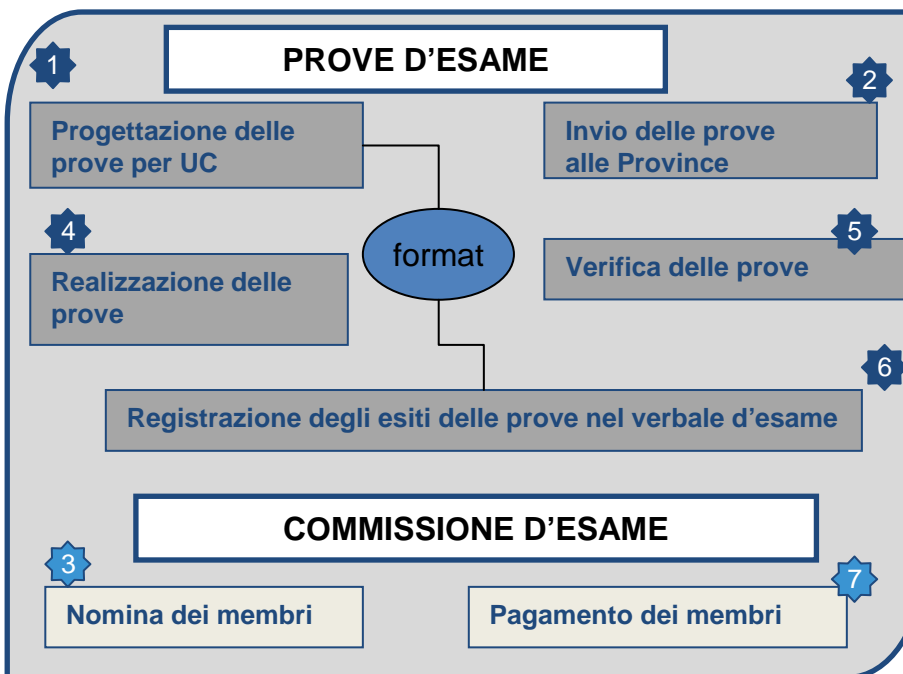 1
PROVE D'ESAME
2
Progettazione delle
prove per UC
Invio delle prove
alle Province
4
Realizzazione delle
prove
format
5
Verifica delle prove
6
Registrazione degli esiti delle prove nel verbale d'esame
COMMISSIONE D'ESAME
3
Nomina dei membri
7
Pagamento dei membri